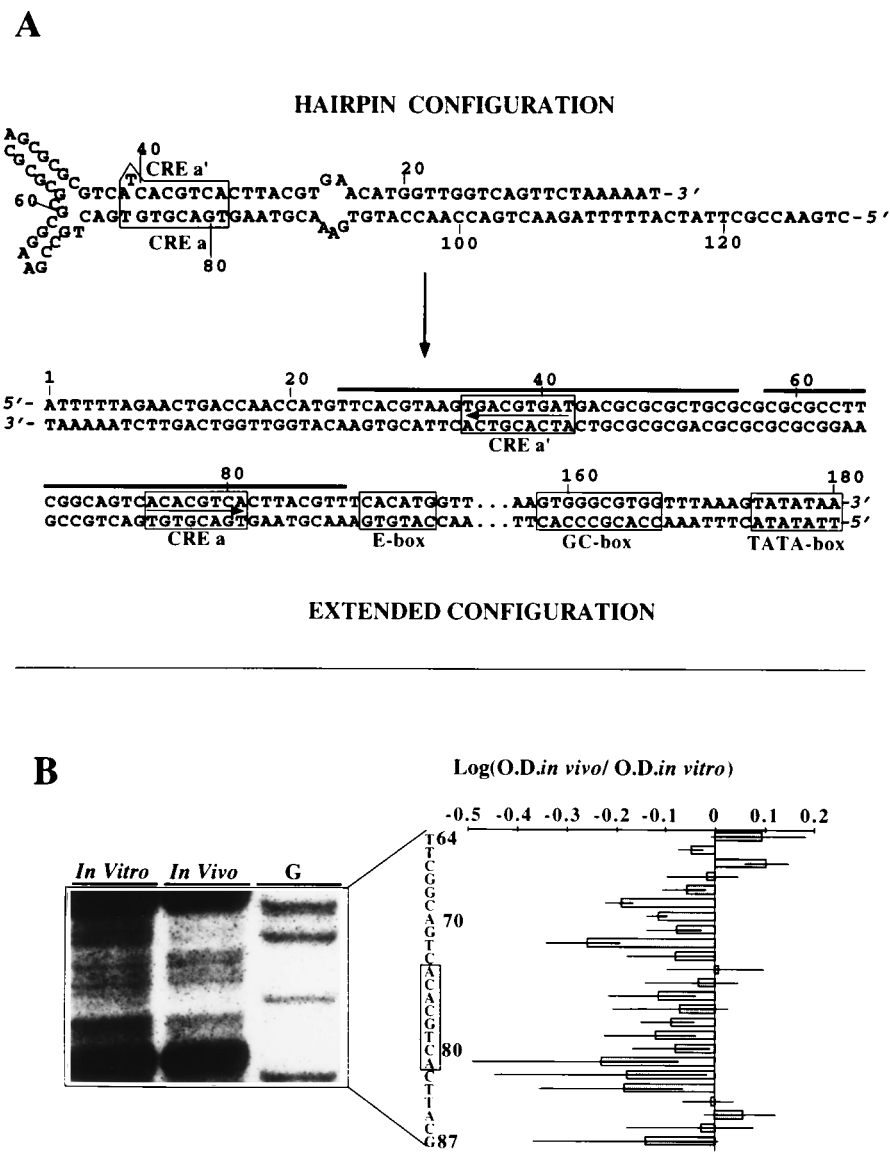 A
HAIRPIN CONFIGURATION
40
20
CRE a'
T
GTCACACGTCACTTACGT
GA
ACATGGTTGGTCAGTTCTAAAAAT-3'
60
CAGTGTGCAGTGAATGCA
AAG
TGTACCAACCAGTCAAGATTTTTACTATTCGCCAAGTC-5'
CRE a
80
100
120
1
20
40
60
5'- ATTTTTAGAACTGACCAACCATGTTCACGTAAGTGACGTGATGACGCGCGCTGCGCGCGCGCCTT
3'- TAAAAATCTTGACTGGTTGGTACAAGTGCATTCACTGCACTACTGCGCGCGACGCGCGCGCGGAA
CRE a'
80
160
180
CGGCAGTCACACGTCACTTACGTTTCACATGGTT...AAGTGGGCGTGGTTTAAAGTATATAA-3'
GCCGTCAGTGTGCAGTGAATGCAAAGTGTACCAA...TTCACCCGCACCAAATTTCATATATT-5'
CRE a
E-box
GC-box
TATA-box
EXTENDED CONFIGURATION
B
Log(O.D.in vivo/ O.D.in vitro)
-0.5 -0.4 -0.3 -0.2 -0.1 0 0.1 0.2
In Vitro In Vivo G
T64
T
C
G
G
C
A 70
G
T
C
A
C
A
C
G
T
C 80
A
C
T
T
A
C
G87